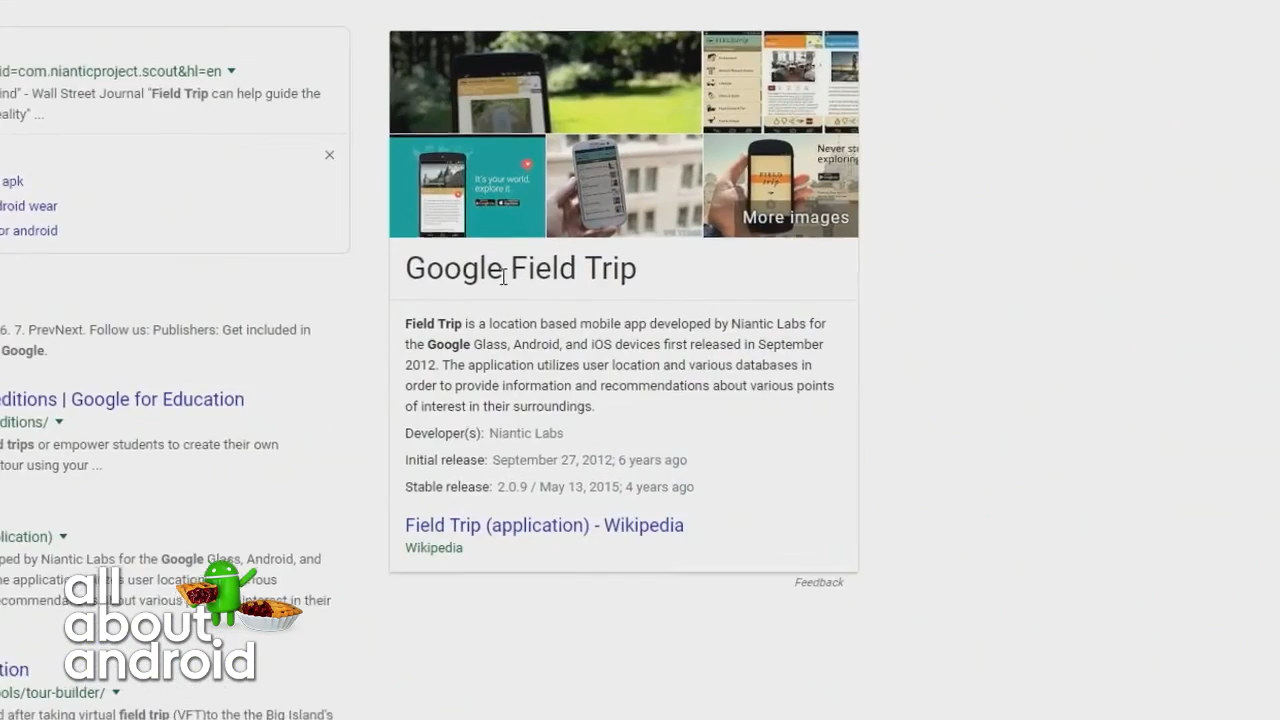 id=com.nianticproject.scout&hl=en
Wall Street Journal "Field Trip can help guide the
eality" ...
apk
droid wear
or android
6. 7. PrevNext. Follow us: Publishers: Get included in
Google.
editions | Google for Education
ditions/
d trips or empower students to create their own
tour using your ...
lication)
ped by Niantic Labs for the Google Glass, Android, and
user location
various
interest in their
tion
ols/tour-builder/
d after taking virtual field trip (VFT)to the the Big Island's
It's your world,
explore it.
FIELD
trip
Never st
explorin
More images
Google Field Trip
Field Trip is a location based mobile app developed by Niantic Labs for
the Google Glass, Android, and iOS devices first released in September
2012. The application utilizes user location and various databases in
order to provide information and recommendations about various points
of interest in their surroundings.
Developer(s): Niantic Labs
Initial release: September 27, 2012; 6 years ago
Stable release: 2.0.9 / May 13, 2015; 4 years ago
Field Trip (application) - Wikipedia
Wikipedia
Feedback
all
about
android